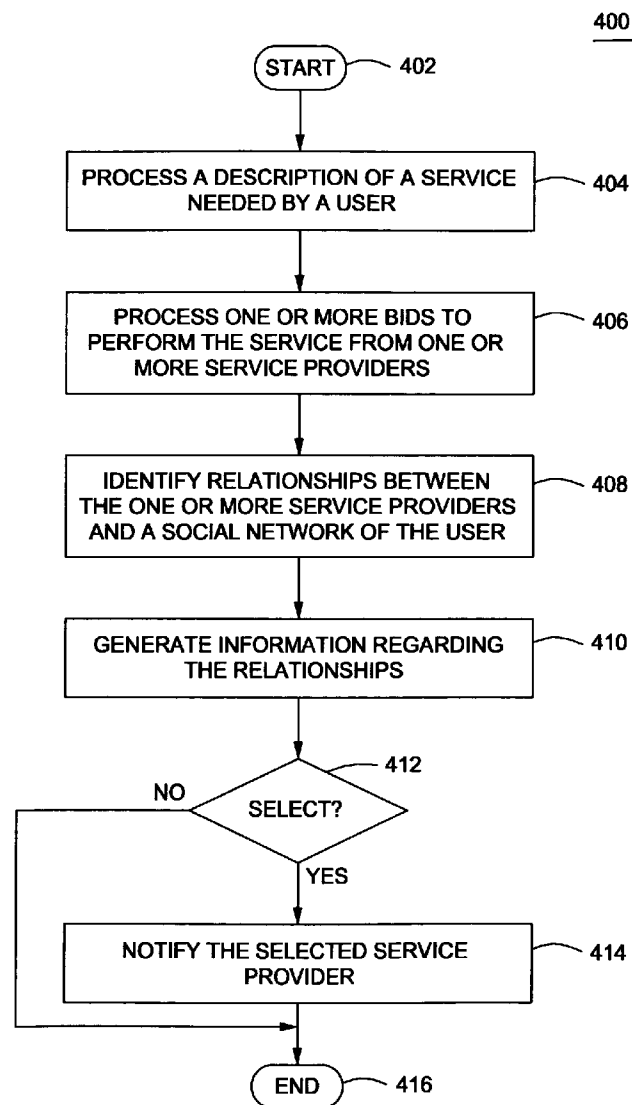 400
START
402
PROCESS A DESCRIPTION OF A SERVICE
NEEDED BY A USER
404
PROCESS ONE OR MORE BIDS TO
PERFORM THE SERVICE FROM ONE OR
MORE SERVICE PROVIDERS
406
IDENTIFY RELATIONSHIPS BETWEEN
THE ONE OR MORE SERVICE PROVIDERS
AND A SOCIAL NETWORK OF THE USER
408
GENERATE INFORMATION REGARDING
THE RELATIONSHIPS
410
412
NO
SELECT?
YES
NOTIFY THE SELECTED SERVICE
PROVIDER
414
END
416